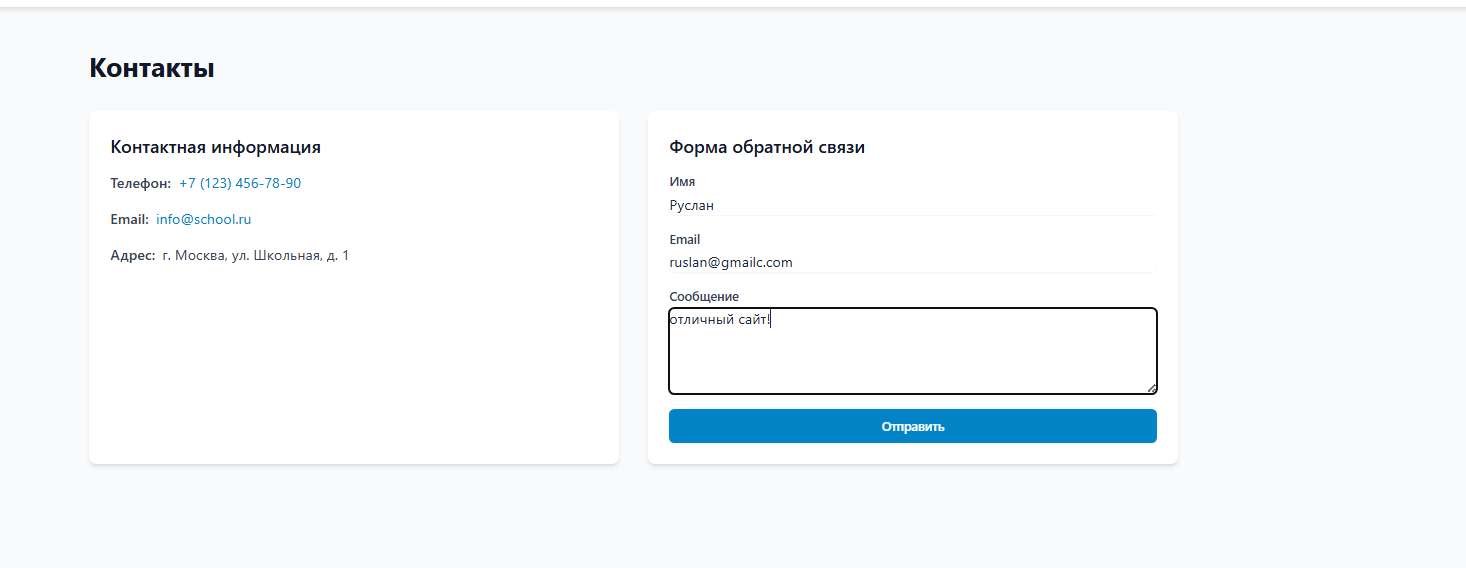 Контакты
Контактная информация
Телефон: +7 (123) 456-78-90
Email: info@school.ru
Адрес: г. Москва, ул. Школьная, д. 1
Форма обратной связи
Имя
Руслан
Email
ruslan@gmailc.com
Сообщение
отличный сайт!
Отправить